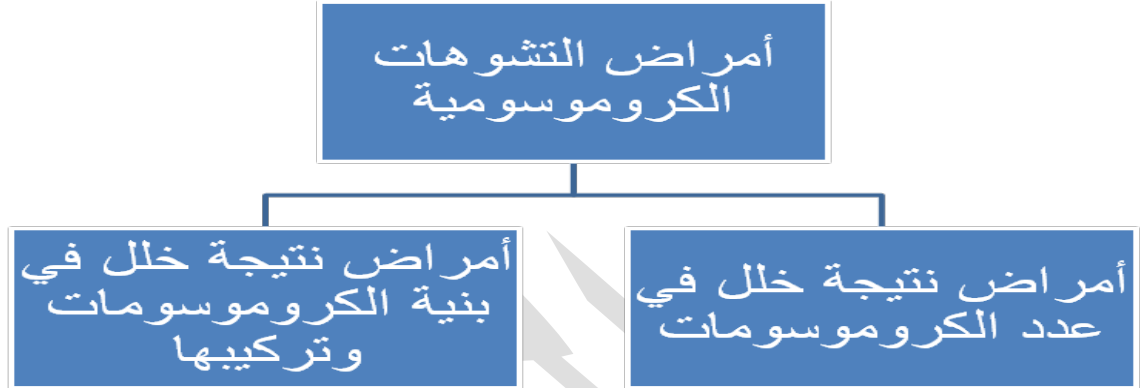 أمراض التشوهات
الكروموسومية
أمراض نتيجة خلل في
عدد الكروموسومات
أمراض نتيجة خلل في
بنية الكروموسومات
وتركيبها